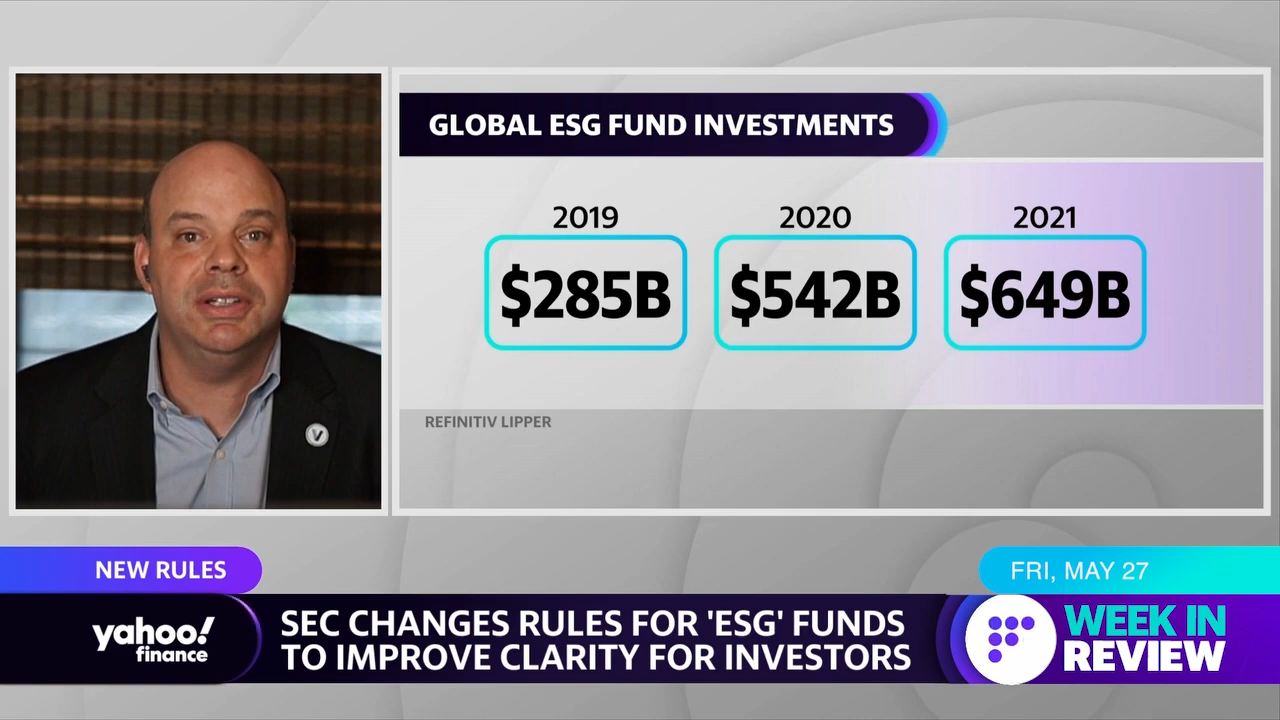 GLOBAL ESG FUND INVESTMENTS
2019
2020
2021
$285B
$542B
$649B
REFINITIV LIPPER
V
NEW RULES
FRI, MAY 27
yahoo!
finance
SEC CHANGES RULES FOR 'ESG' FUNDS
TO IMPROVE CLARITY FOR INVESTORS
WEEK IN
REVIEW